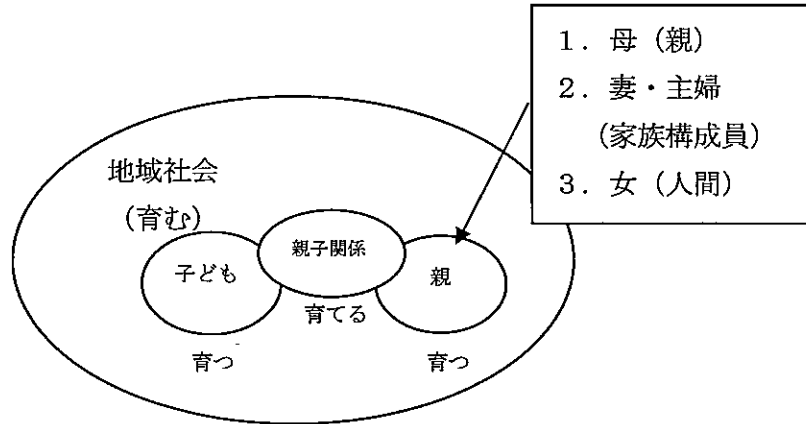 1．母（親）
2．妻・主婦
（家族構成員）
3．女（人間）
地域社会
（育む）
親子関係
子ども
親
育てる
育つ
育つ